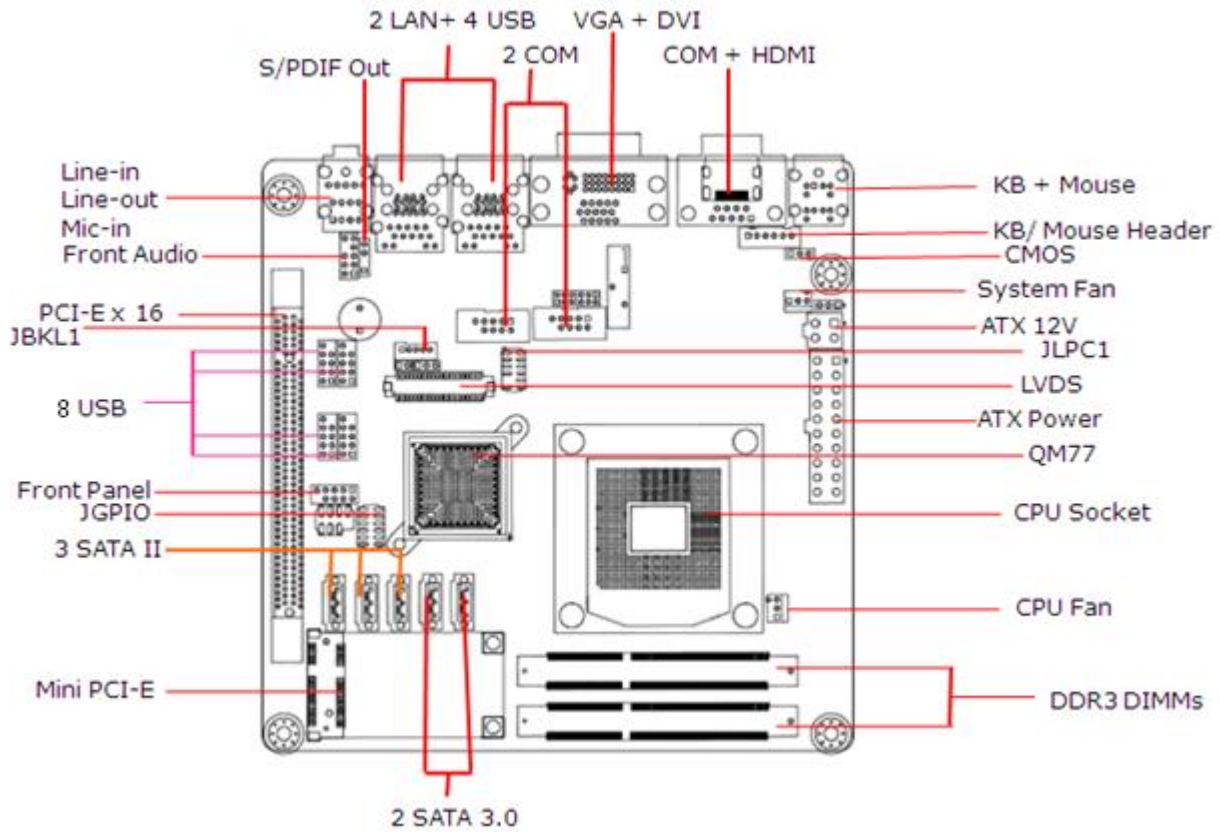 2 LAN+ 4 USB
VGA + DVI
2 COM
COM + HDMI
S/PDIF Out
Line-in
Line-out
Mic-in
Front Audio
PCI-E x 16
JBKL1
8 USB
Front Panel
JGPIO
3 SATA II
Mini PCI-E
2 SATA 3.0
KB + Mouse
KB/ Mouse Header
CMOS
System Fan
ATX 12V
JLPC1
LVDS
ATX Power
QM77
CPU Socket
CPU Fan
DDR3 DIMMs